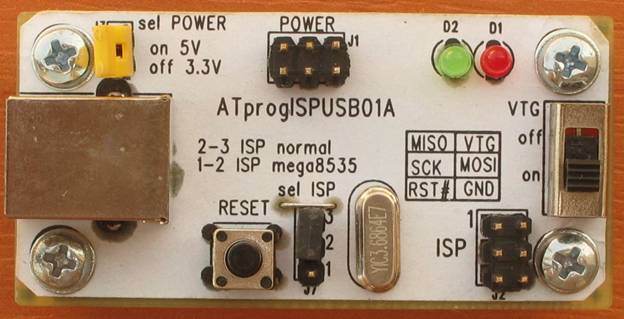 sel POWER
on 5V
off 3.3V
POWER
J1
D2
D1
ATprogISPUSB01A
VTG
off
on
2-3 ISP normal
1-2 ISP mega8535
sel ISP
MISO VTG
SCK MOSI
RST# GND
RESET
3
2
1
J7
YIC3.6864E7
ISP
1
J2